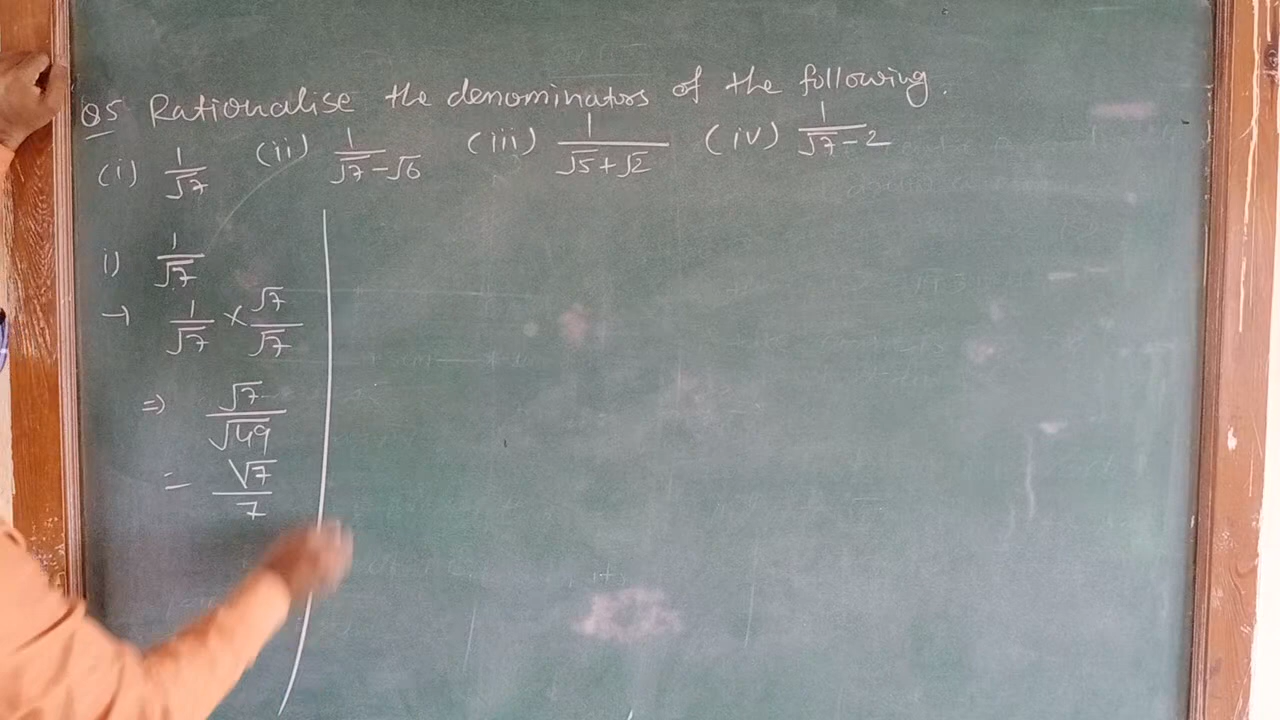 Q5 Rationalise the denominators of the following.
(i) 1/√7 (ii) 1/√7-√6 (iii) 1/√5+√2 (iv) 1/√7-2
i) 1/√7
→ 1/√7 × √7/√7
⇒ √7/√49
= √7/7